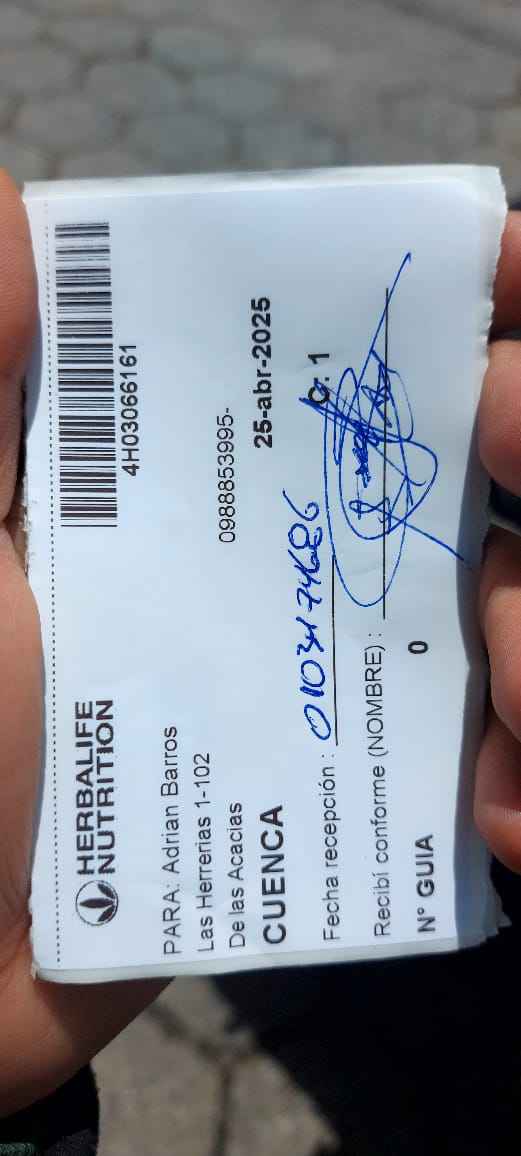 HERBALIFE
NUTRITION
4H03066161
PARA: Adrian Barros
Las Herrerias 1-102
De las Acacias
0988853995-
CUENCA
25-abr-2025
Fecha recepción : 0103474686
C. 1
Recibí conforme (NOMBRE) :
N° GUIA 0